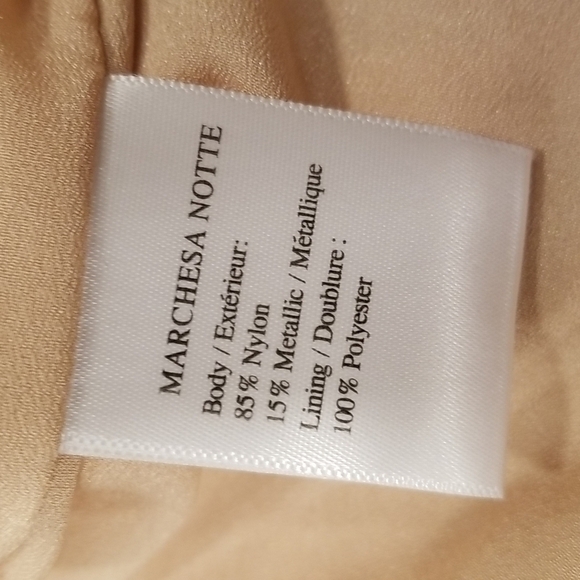 MARCHESA NOTTE
Body / Extérieur:
85% Nylon
15% Metallic / Métallique
Lining / Doublure :
100% Polyester